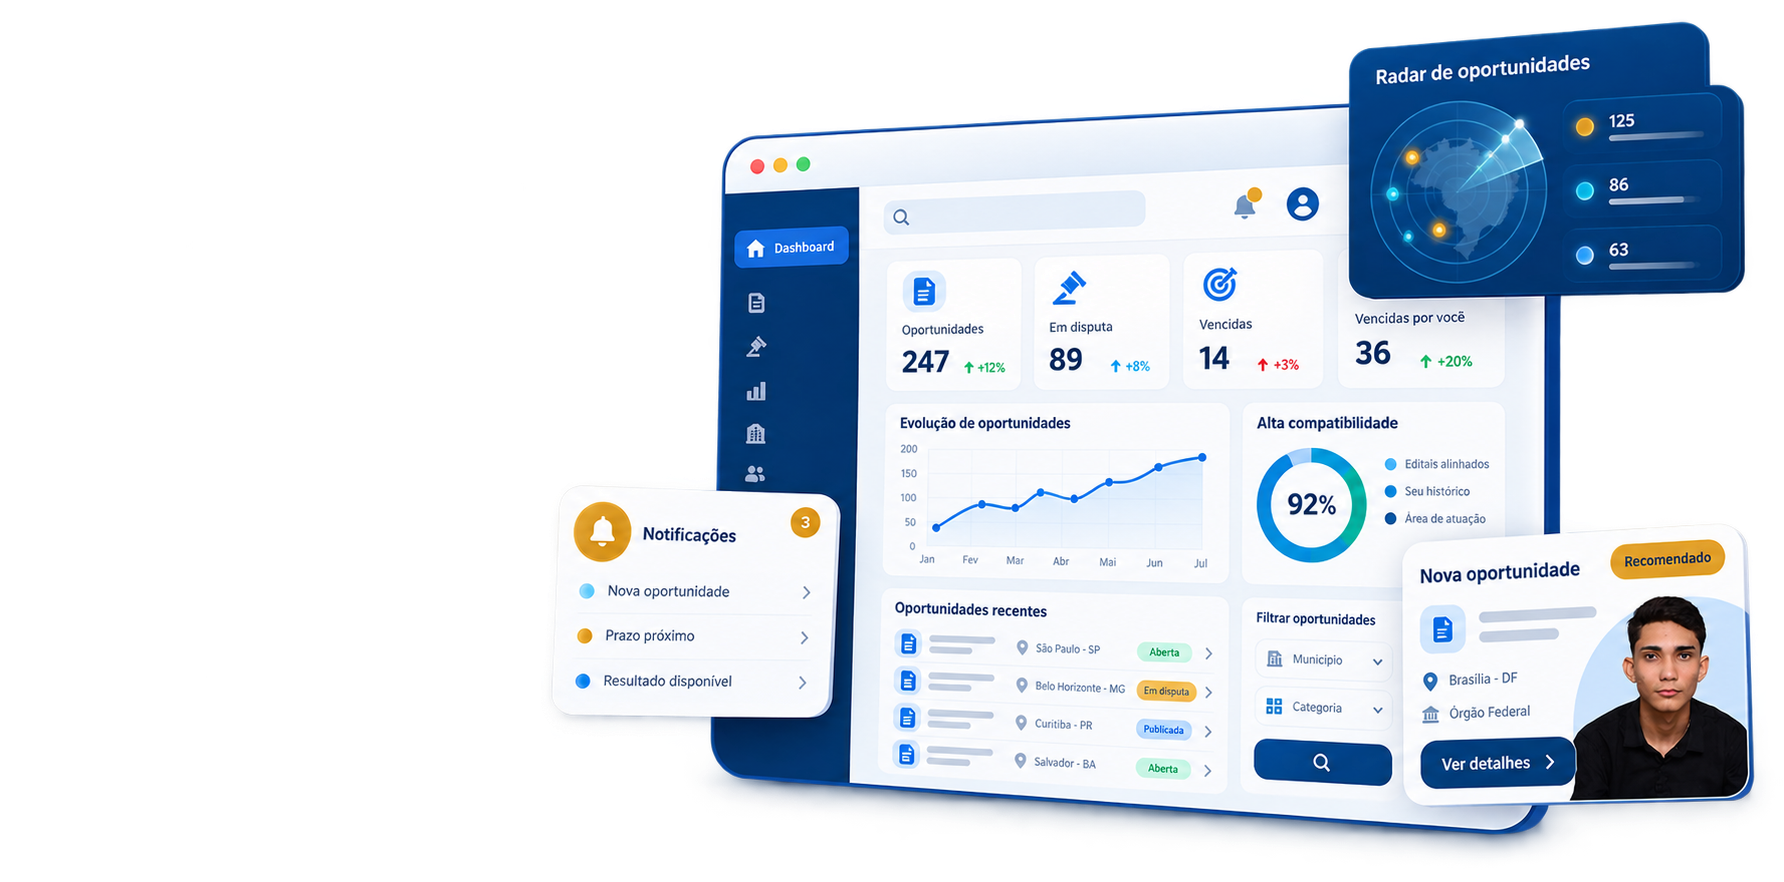 Radar de oportunidades
125
86
63
Dashboard
Oportunidades
247
+12%
Em disputa
89
+8%
Vencidas
14
+3%
Vencidas por você
36
+20%
Evolução de oportunidades
200
150
100
50
0
Jan Fev Mar Abr Mai Jun Jul
Alta compatibilidade
92%
Editais alinhados
Seu histórico
Área de atuação
Notificações
3
Nova oportunidade
Prazo próximo
Resultado disponível
Oportunidades recentes
São Paulo - SP Aberta
Belo Horizonte - MG Em disputa
Curitiba - PR Publicada
Salvador - BA Aberta
Filtrar oportunidades
Município
Categoria
Nova oportunidade
Recomendado
Brasília - DF
Órgão Federal
Ver detalhes